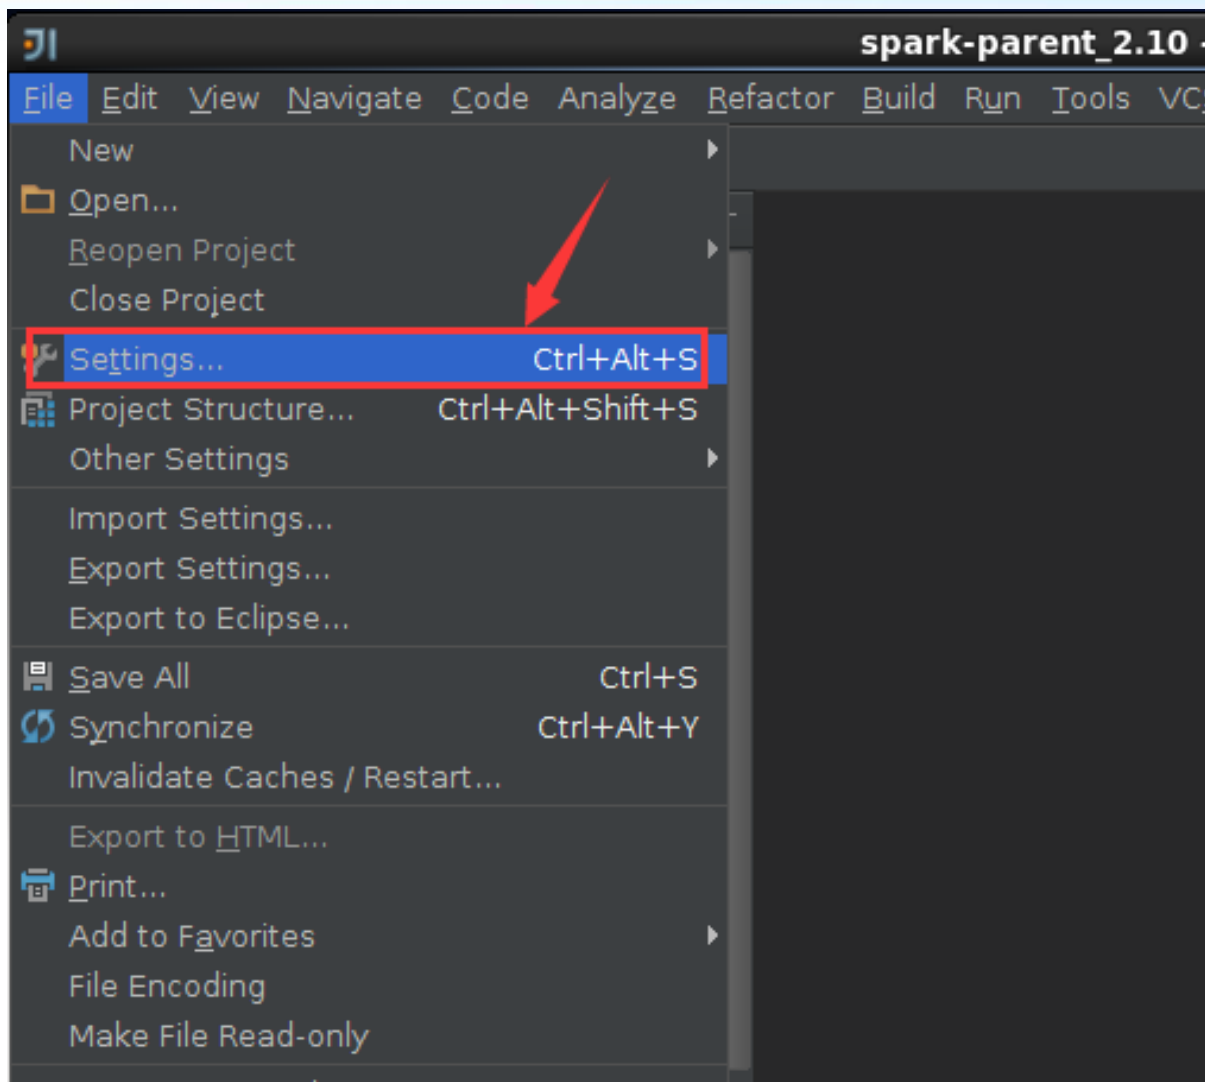 spark-parent_2.10 -
File Edit View Navigate Code Analyze Refactor Build Run Tools VCS
New
Open...
Reopen Project
Close Project
Settings... Ctrl+Alt+S
Project Structure... Ctrl+Alt+Shift+S
Other Settings
Import Settings...
Export Settings...
Export to Eclipse...
Save All Ctrl+S
Synchronize Ctrl+Alt+Y
Invalidate Caches / Restart...
Export to HTML...
Print...
Add to Favorites
File Encoding
Make File Read-only